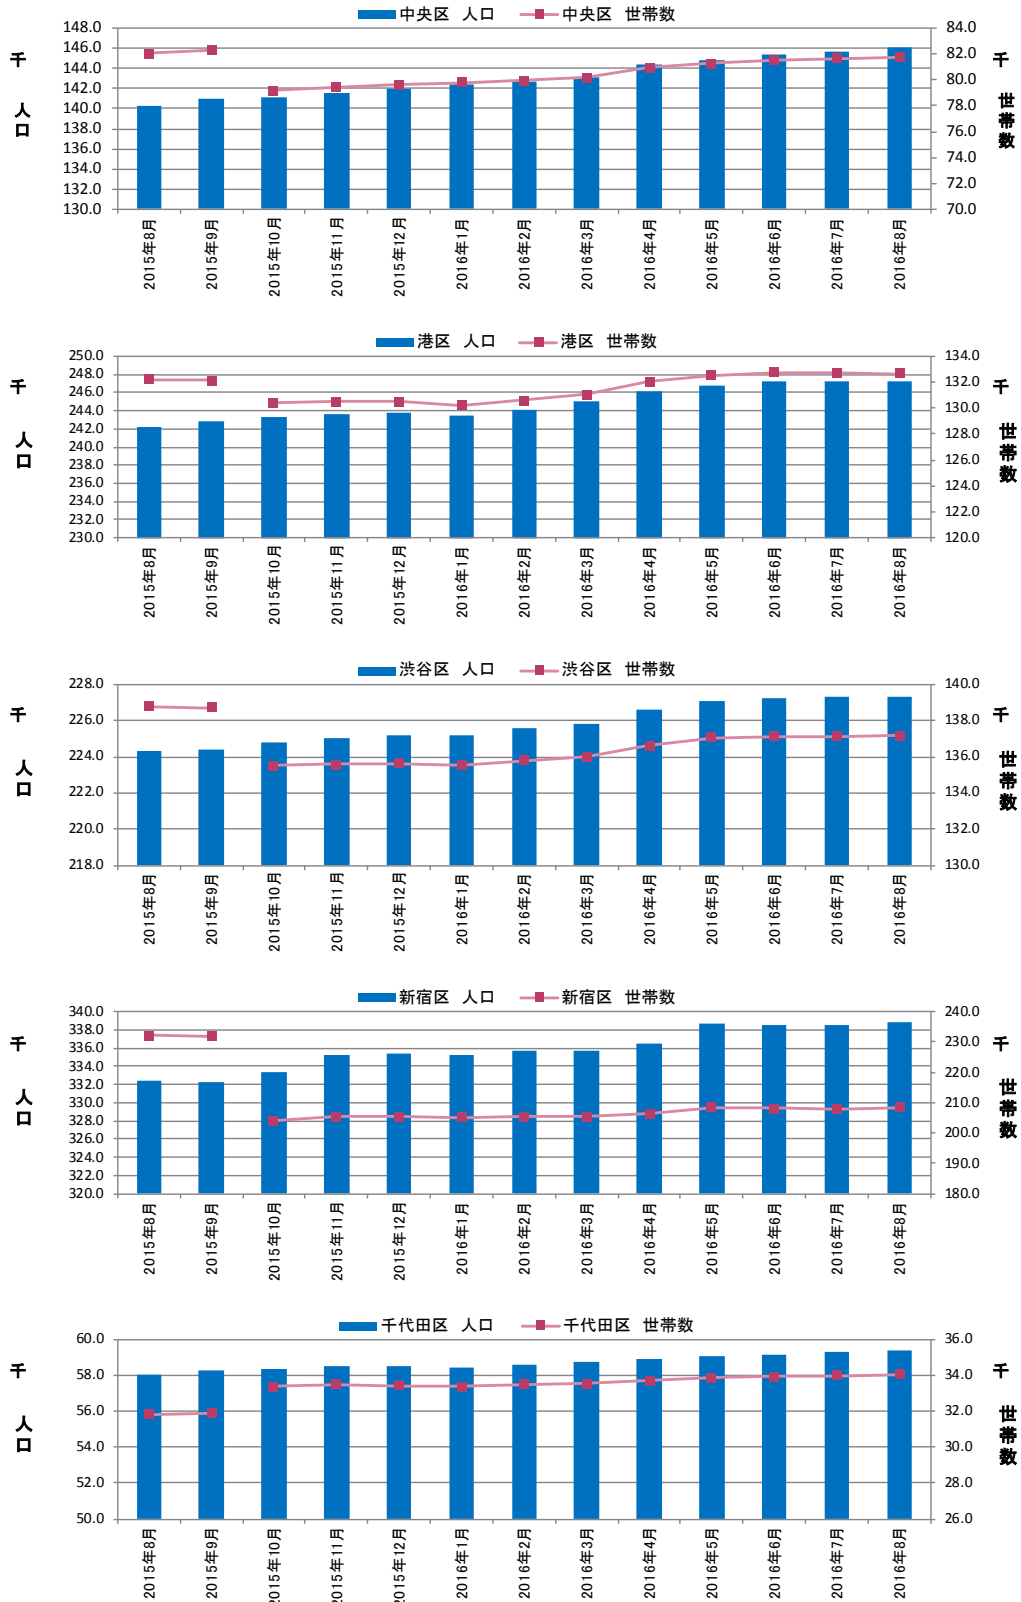 中央区　人口　中央区　世帯数
千
人口
148.0
146.0
144.0
142.0
140.0
138.0
136.0
134.0
132.0
130.0
84.0
82.0
80.0
78.0
76.0
74.0
72.0
70.0
千
世帯数
2015年8月
2015年9月
2015年10月
2015年11月
2015年12月
2016年1月
2016年2月
2016年3月
2016年4月
2016年5月
2016年6月
2016年7月
2016年8月
港区　人口　港区　世帯数
千
人口
250.0
248.0
246.0
244.0
242.0
240.0
238.0
236.0
234.0
232.0
230.0
134.0
132.0
130.0
128.0
126.0
124.0
122.0
120.0
千
世帯数
2015年8月
2015年9月
2015年10月
2015年11月
2015年12月
2016年1月
2016年2月
2016年3月
2016年4月
2016年5月
2016年6月
2016年7月
2016年8月
渋谷区　人口　渋谷区　世帯数
千
人口
228.0
226.0
224.0
222.0
220.0
218.0
140.0
138.0
136.0
134.0
132.0
130.0
千
世帯数
2015年8月
2015年9月
2015年10月
2015年11月
2015年12月
2016年1月
2016年2月
2016年3月
2016年4月
2016年5月
2016年6月
2016年7月
2016年8月
新宿区　人口　新宿区　世帯数
千
人口
340.0
338.0
336.0
334.0
332.0
330.0
328.0
326.0
324.0
322.0
320.0
240.0
230.0
220.0
210.0
200.0
190.0
180.0
千
世帯数
2015年8月
2015年9月
2015年10月
2015年11月
2015年12月
2016年1月
2016年2月
2016年3月
2016年4月
2016年5月
2016年6月
2016年7月
2016年8月
千代田区　人口　千代田区　世帯数
千
人口
60.0
58.0
56.0
54.0
52.0
50.0
36.0
34.0
32.0
30.0
28.0
26.0
千
世帯数
2015年8月
2015年9月
2015年10月
2015年11月
2015年12月
2016年1月
2016年2月
2016年3月
2016年4月
2016年5月
2016年6月
2016年7月
2016年8月